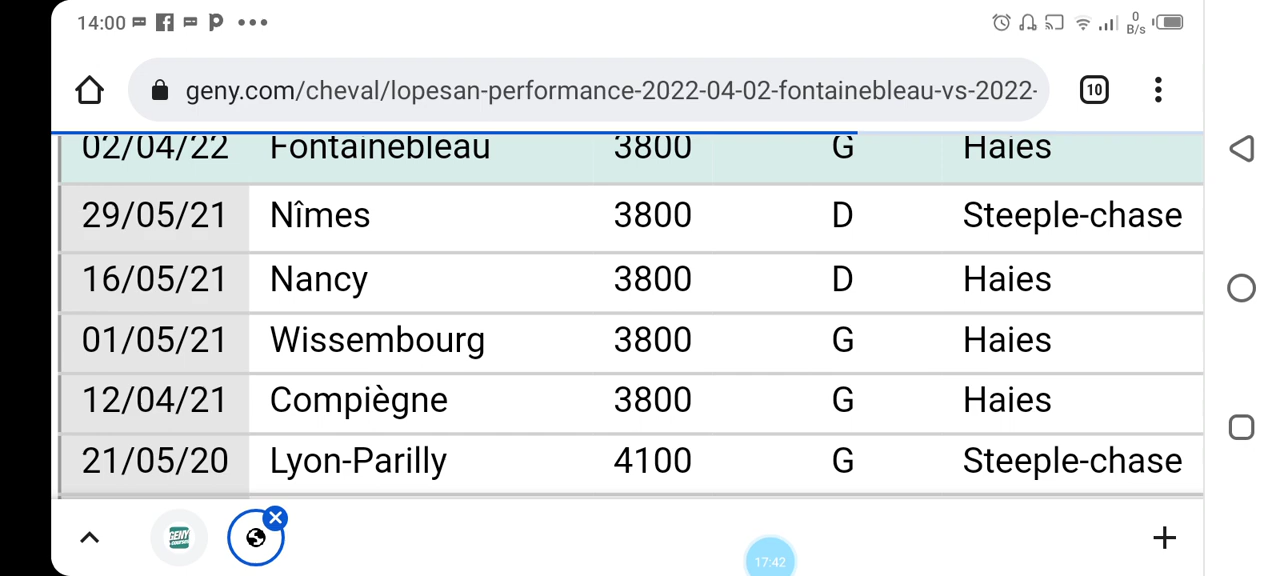 14:00
0 B/s
geny.com/cheval/lopesan-performance-2022-04-02-fontainebleau-vs-2022-
10
02/04/22 Fontainebleau 3800 G Haies
29/05/21 Nîmes 3800 D Steeple-chase
16/05/21 Nancy 3800 D Haies
01/05/21 Wissembourg 3800 G Haies
12/04/21 Compiègne 3800 G Haies
21/05/20 Lyon-Parilly 4100 G Steeple-chase
GENY
17:42